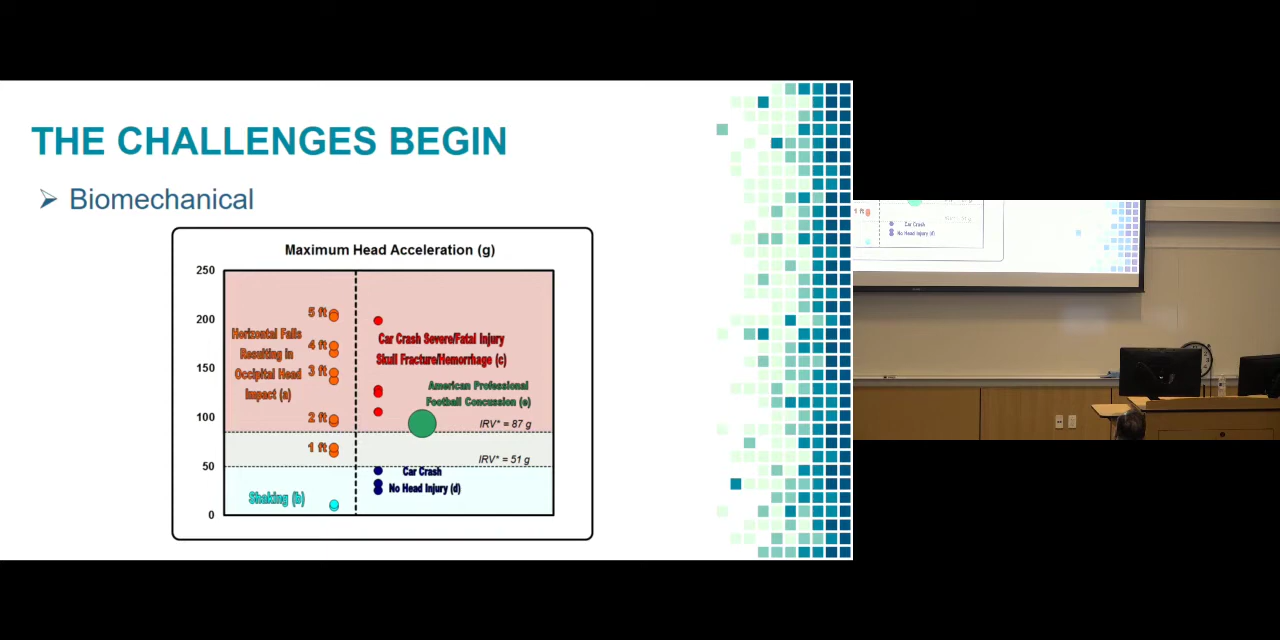 THE CHALLENGES BEGIN
Biomechanical
Maximum Head Acceleration (g)
250
200
150
100
50
0
5 ft
4 ft
3 ft
2 ft
1 ft
Horizontal Falls
Resulting in
Occipital Head
Impact (a)
Shaking (b)
Car Crash Severe/Fatal Injury
Skull Fracture/Hemorrhage (c)
American Professional
Football Concussion (e)
IRV* = 87 g
IRV* = 51 g
Car Crash
No Head Injury (d)
1 ft
Car Crash
No Head Injury (d)